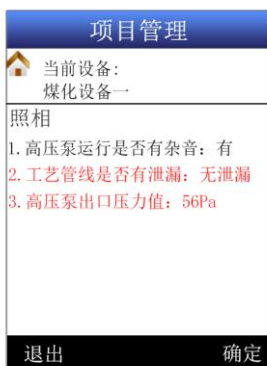 项目管理
当前设备:
煤化设备一
照相
1.高压泵运行是否有杂音: 有
2.工艺管线是否有泄漏: 无泄漏
3.高压泵出口压力值: 56Pa
退出 确定